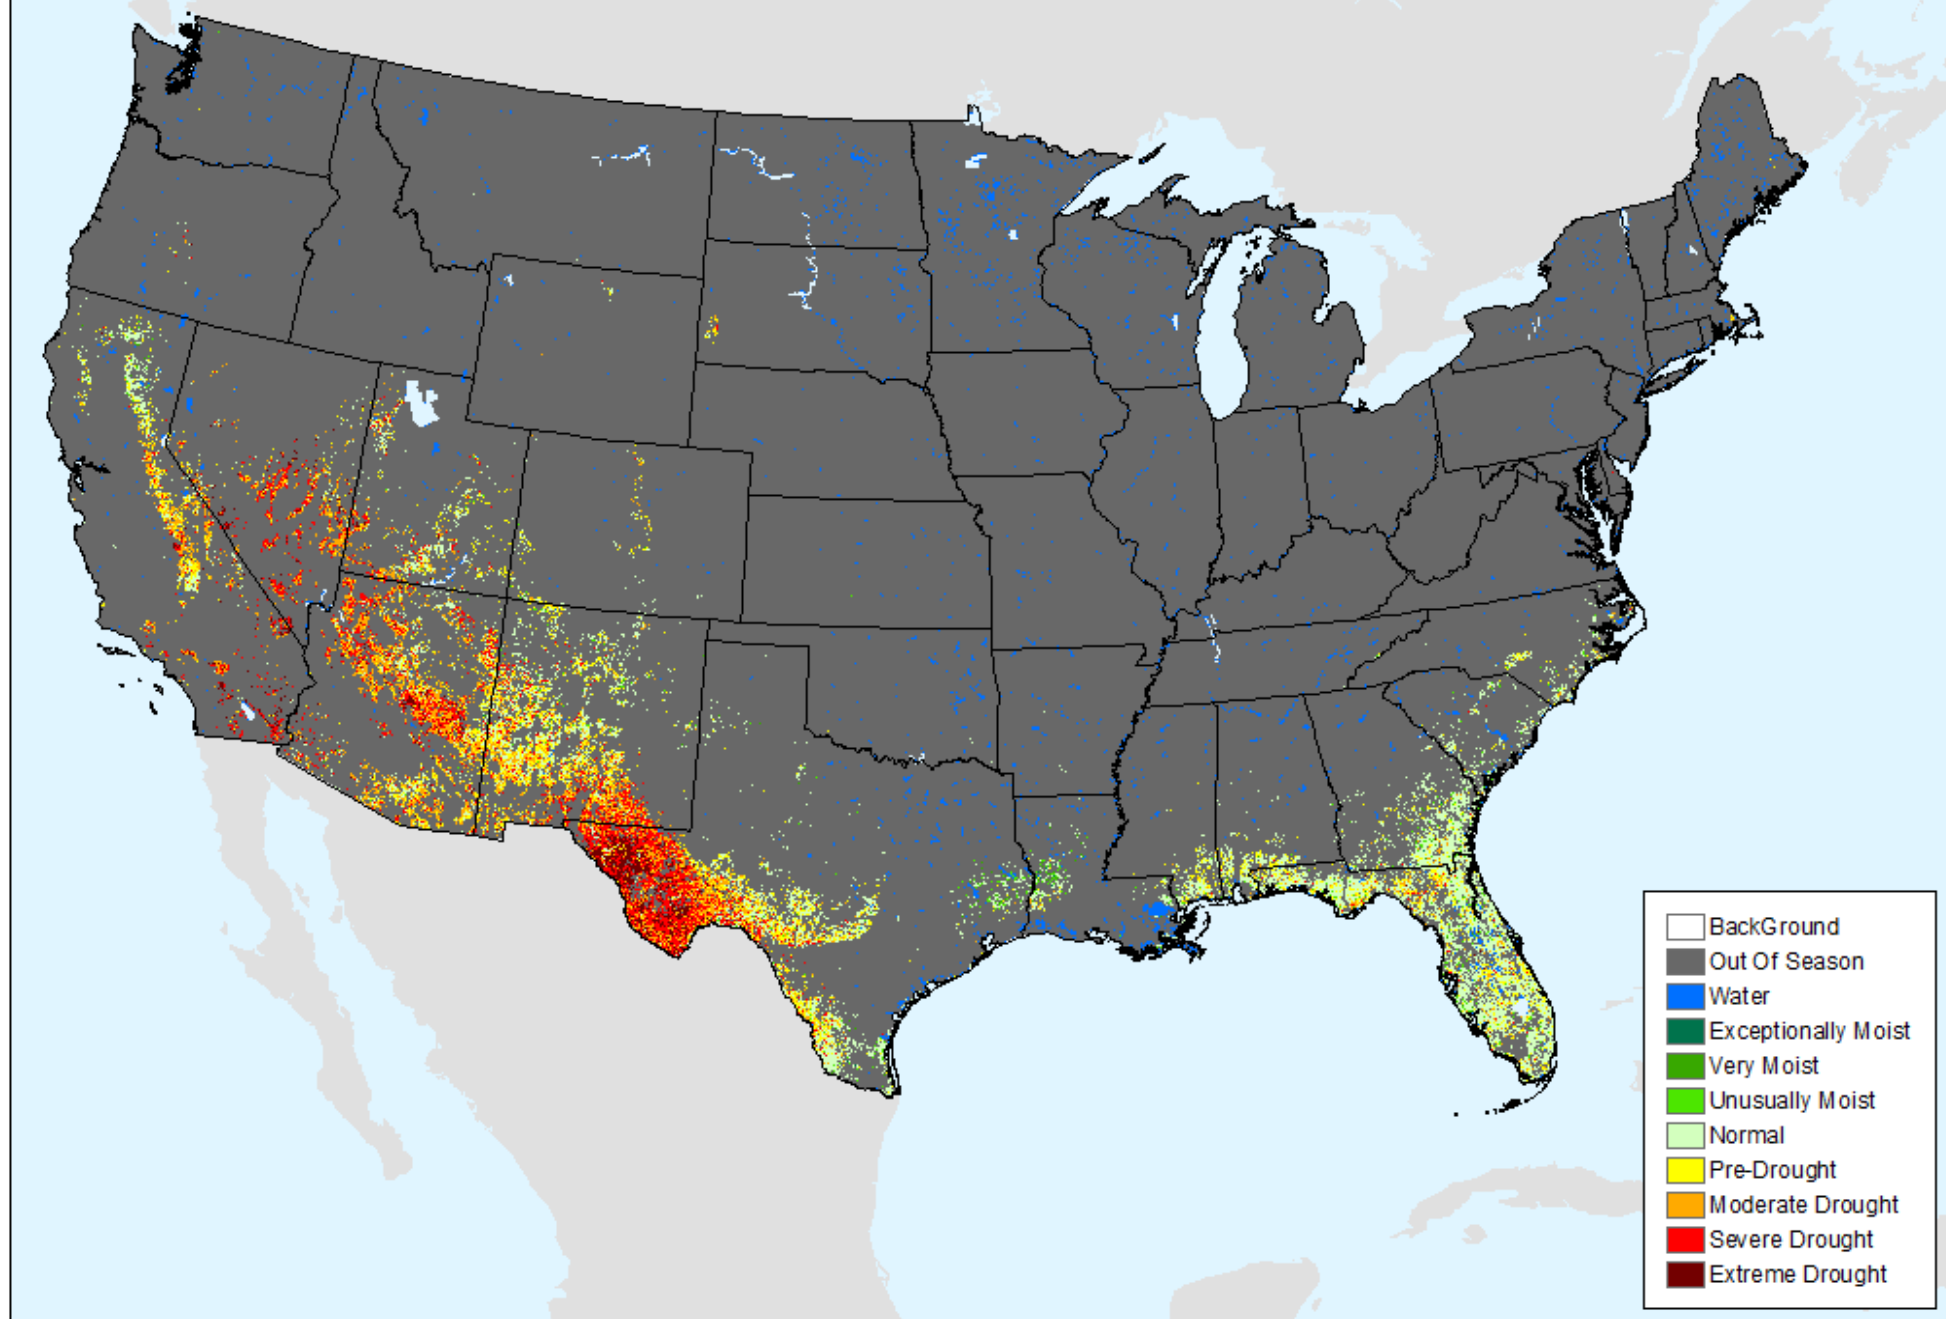 BackGround
Out Of Season
Water
Exceptionally Moist
Very Moist
Unusually Moist
Normal
Pre-Drought
Moderate Drought
Severe Drought
Extreme Drought